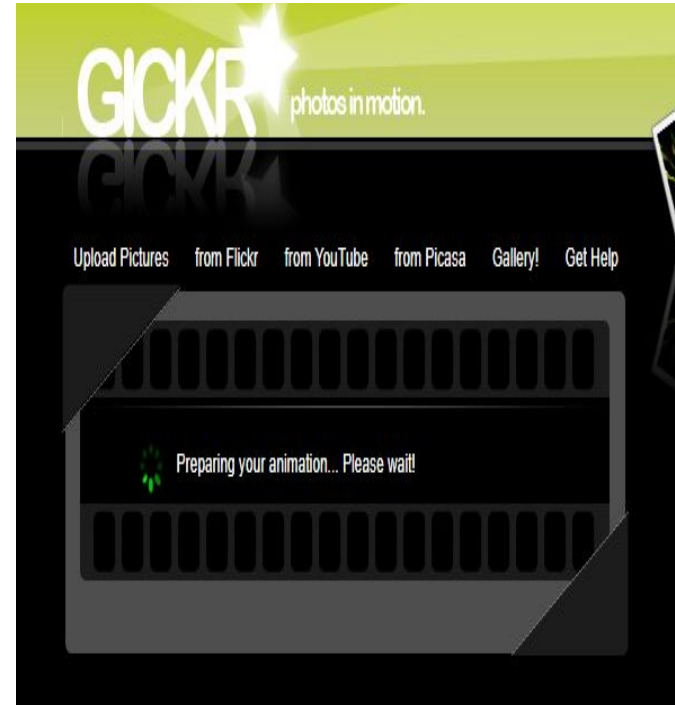 GICKR
photos in motion.
Upload Pictures from Flickr from YouTube from Picasa Gallery! Get Help
Preparing your animation... Please wait!